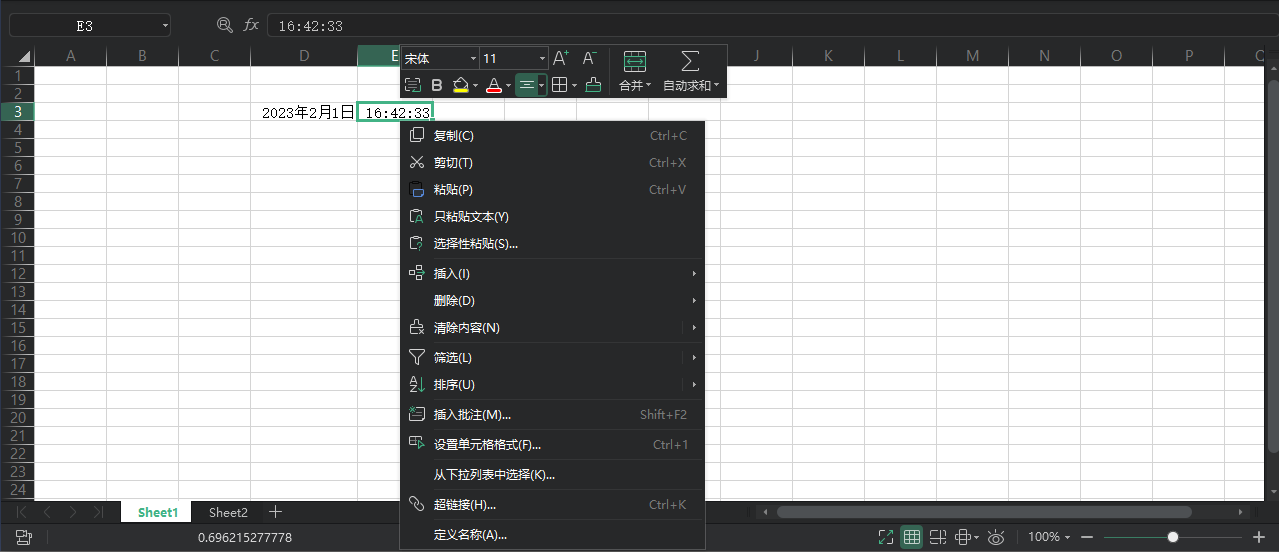 E3 fx 16:42:33
A B C D E J K L M N O P Q
宋体 11 A+ A-
B A 合并 自动求和
1
2
3 2023年2月1日 16:42:33
4
5
6
7
8
9
10
11
12
13
14
15
16
17
18
19
20
21
22
23
24
复制(C) Ctrl+C
剪切(T) Ctrl+X
粘贴(P) Ctrl+V
只粘贴文本(Y)
选择性粘贴(S)...
插入(I)
删除(D)
清除内容(N)
筛选(L)
排序(U)
插入批注(M)... Shift+F2
设置单元格格式(F)... Ctrl+1
从下拉列表中选择(K)...
超链接(H)... Ctrl+K
定义名称(A)...
Sheet1 Sheet2
0.696215277778 100%